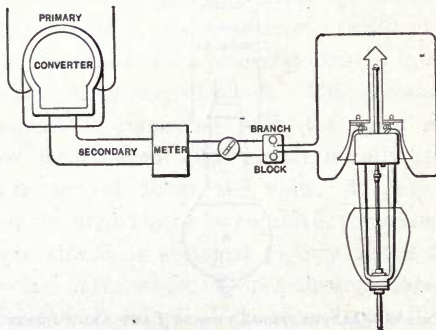 PRIMARY
CONVERTER
SECONDARY
METER
BRANCH
BLOCK